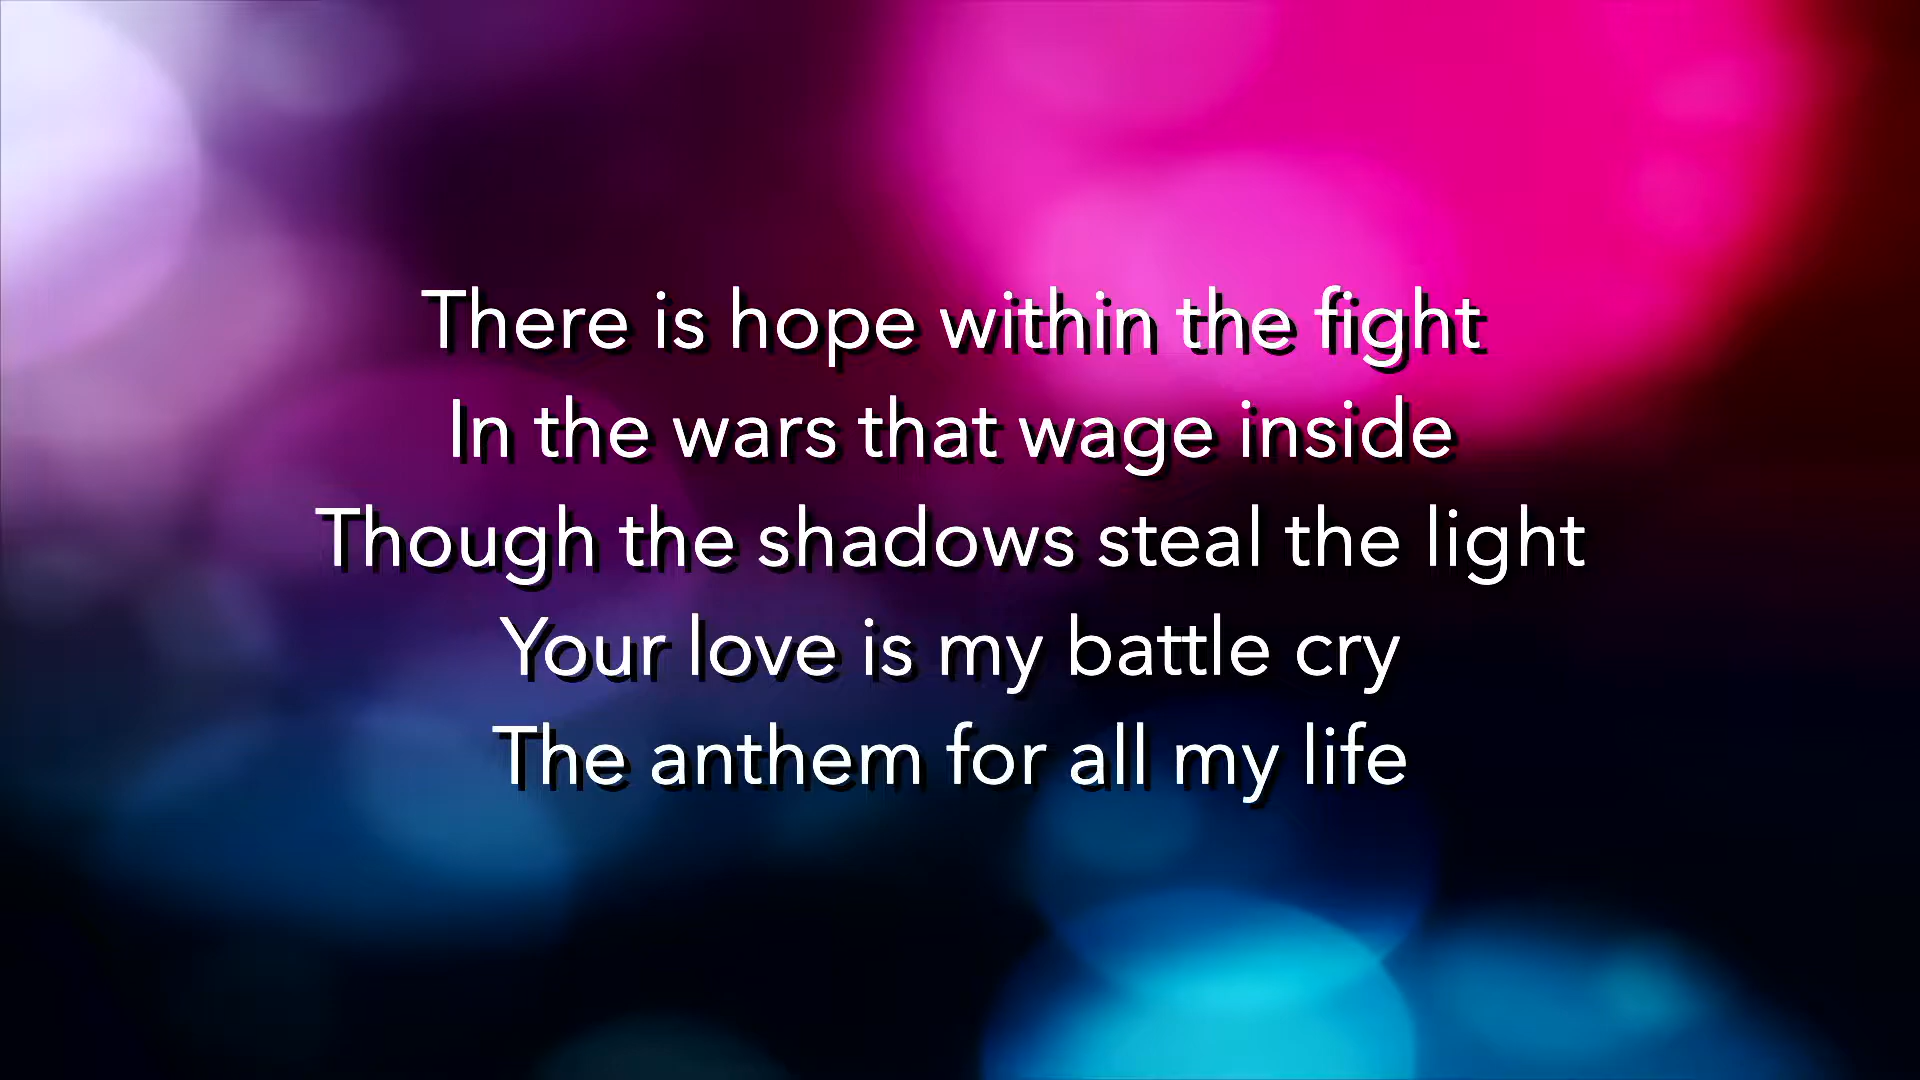 There is hope within the fight
In the wars that wage inside
Though the shadows steal the light
Your love is my battle cry
The anthem for all my life